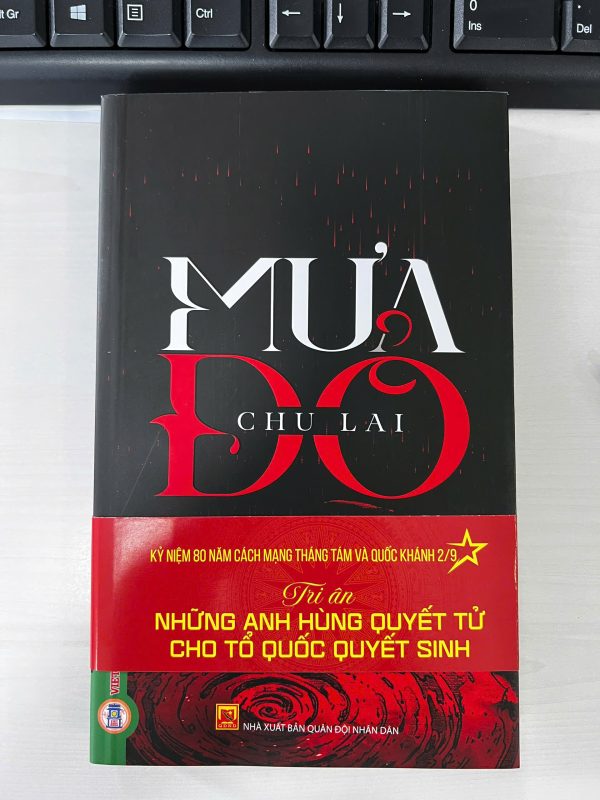 Alt Gr
Ctrl
0
Ins
Del
MƯA
ĐỎ
CHU LAI
KỶ NIỆM 80 NĂM CÁCH MẠNG THÁNG TÁM VÀ QUỐC KHÁNH 2/9
Tri ân
NHỮNG ANH HÙNG QUYẾT TỬ
CHO TỔ QUỐC QUYẾT SINH
NHÀ XUẤT BẢN QUÂN ĐỘI NHÂN DÂN